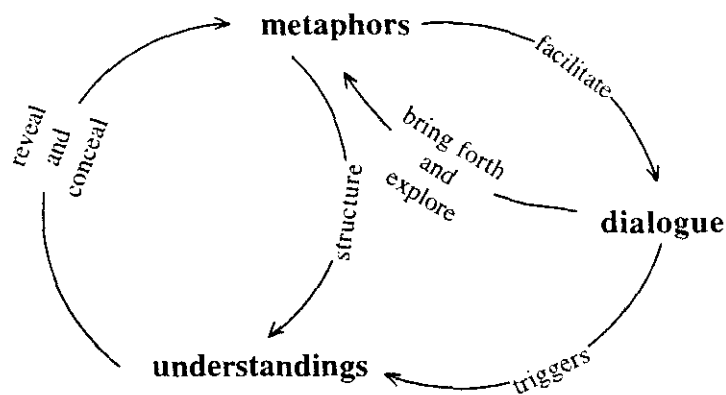 metaphors
facilitate
reveal
and
conceal
bring forth
and
explore
structure
dialogue
understandings
triggers